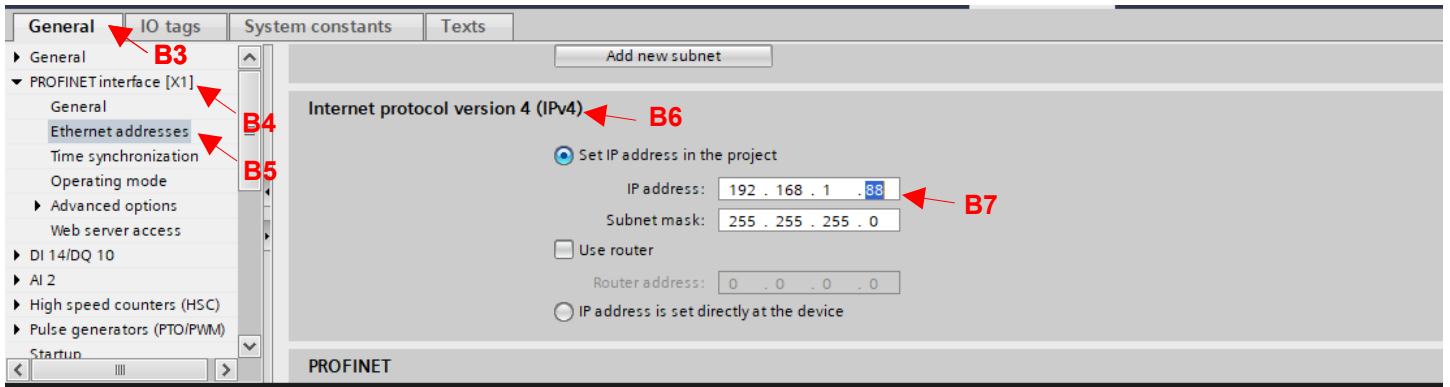 General IO tags System constants Texts
B3
General
PROFINET interface [X1]
B4
General
Ethernet addresses
B5
Time synchronization
Operating mode
Advanced options
Web server access
DI 14/DQ 10
AI 2
High speed counters (HSC)
Pulse generators (PTO/PWM)
Startup
Add new subnet
Internet protocol version 4 (IPv4)
B6
Set IP address in the project
IP address: 192 . 168 . 1 . 88
B7
Subnet mask: 255 . 255 . 255 . 0
Use router
Router address: 0 . 0 . 0 . 0
IP address is set directly at the device
PROFINET